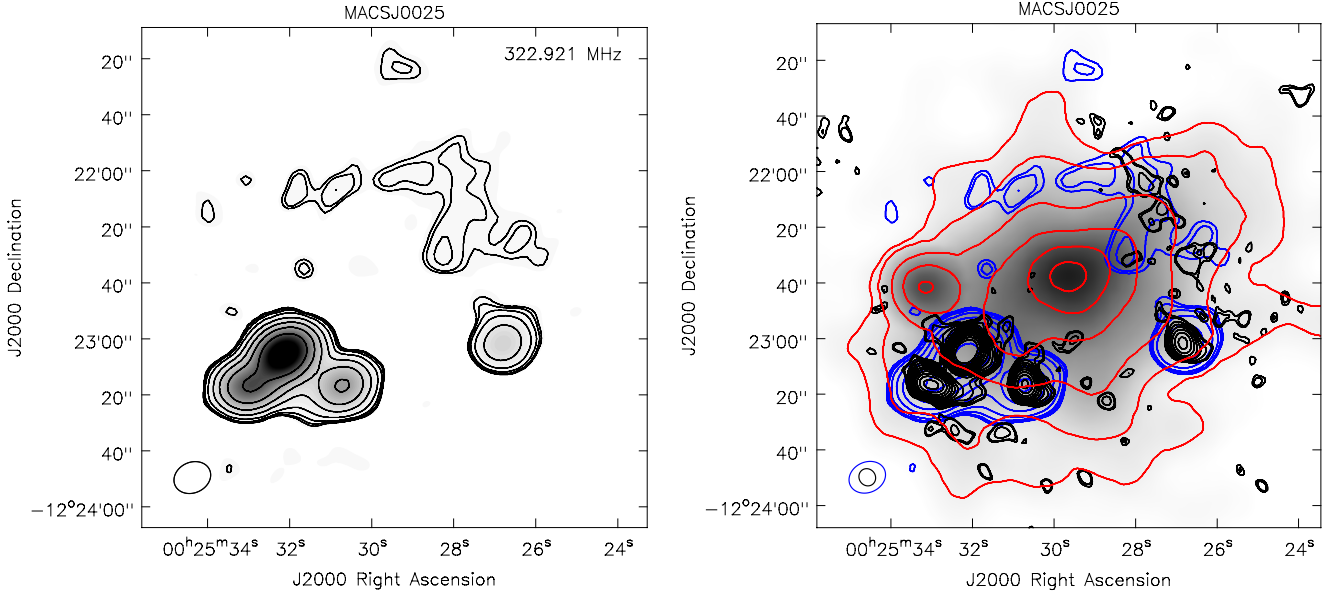 MACSJ0025
322.921 MHz
J2000 Declination
20''
40''
22'00''
20''
40''
23'00''
20''
40''
−12°24'00''
00ʰ25ᵐ34ˢ
32ˢ
30ˢ
28ˢ
26ˢ
J2000 Right Ascension
MACSJ0025
J2000 Declination
20''
40''
22'00''
20''
40''
23'00''
20''
40''
−12°24'00''
00ʰ25ᵐ34ˢ
32ˢ
30ˢ
28ˢ
26ˢ
24ˢ
J2000 Right Ascension